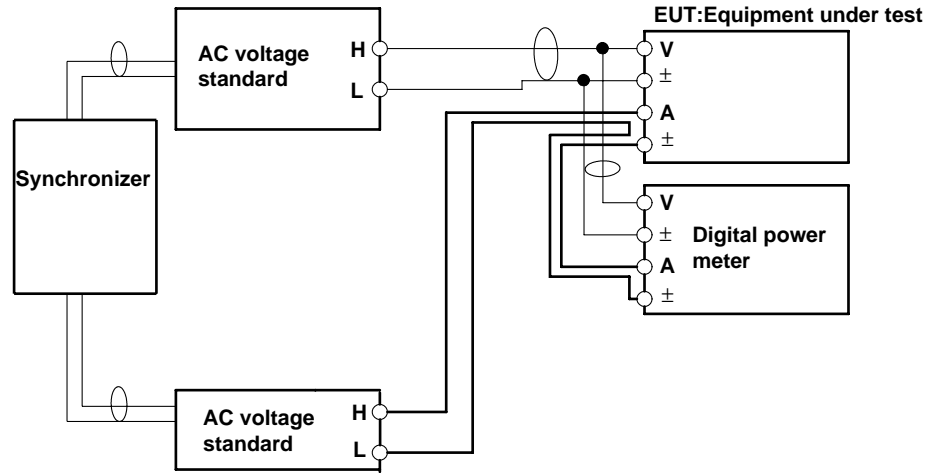 EUT:Equipment under test
AC voltage
standard
H
L
V
±
A
±
Synchronizer
V
±
A
±
Digital power
meter
AC voltage
standard
H
L